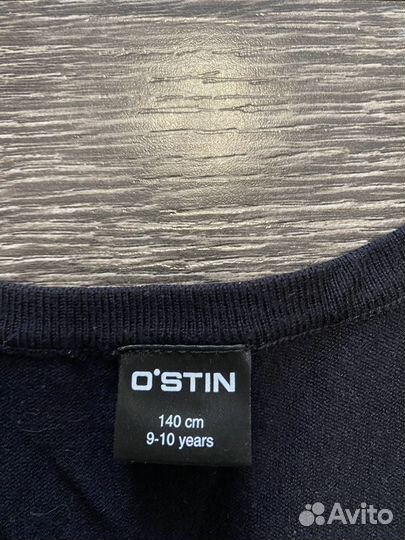 O'STIN
140 cm
9-10 years
Avito